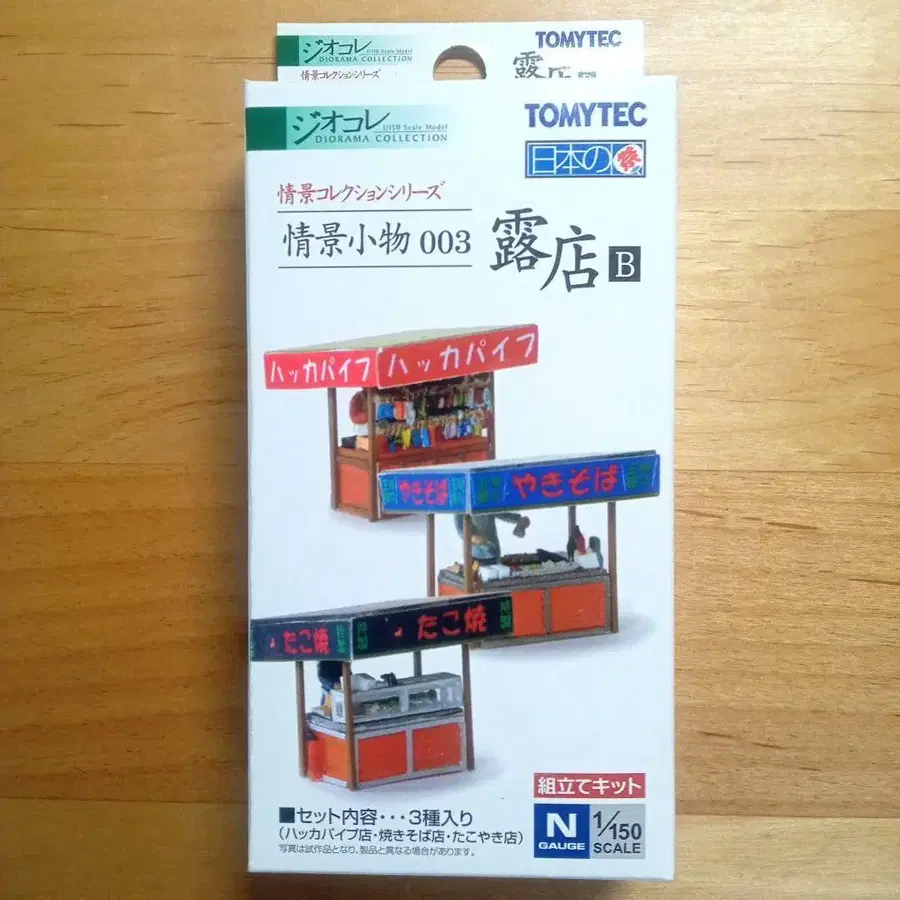 ジオコレ
DIORAMA COLLECTION
情景コレクションシリーズ
TOMYTEC
露店
ジオコレ
1/150 Scale Model
DIORAMA COLLECTION
TOMYTEC
日本の
情景コレクションシリーズ
情景小物 003
露店 B
ハッカパイプ ハッカパイプ
やきそば やきそば
たこ焼 たこ焼
組立てキット
■セット内容・・・3種入り
(ハッカパイプ店・焼きそば店・たこやき店)
写真は試作品となり、製品と異なる場合があります。
N GAUGE
1/150 SCALE